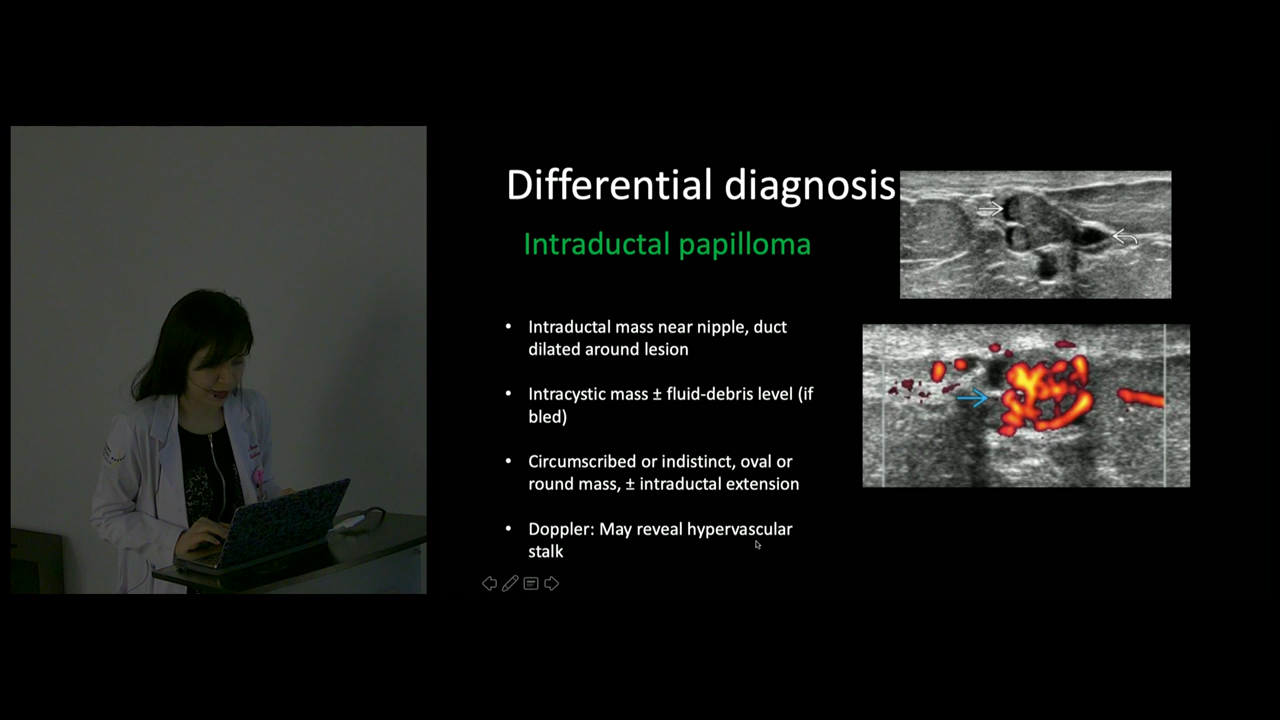 Differential diagnosis
Intraductal papilloma
• Intraductal mass near nipple, duct
dilated around lesion
• Intracystic mass ± fluid-debris level (if
bled)
• Circumscribed or indistinct, oval or
round mass, ± intraductal extension
• Doppler: May reveal hypervascular
stalk